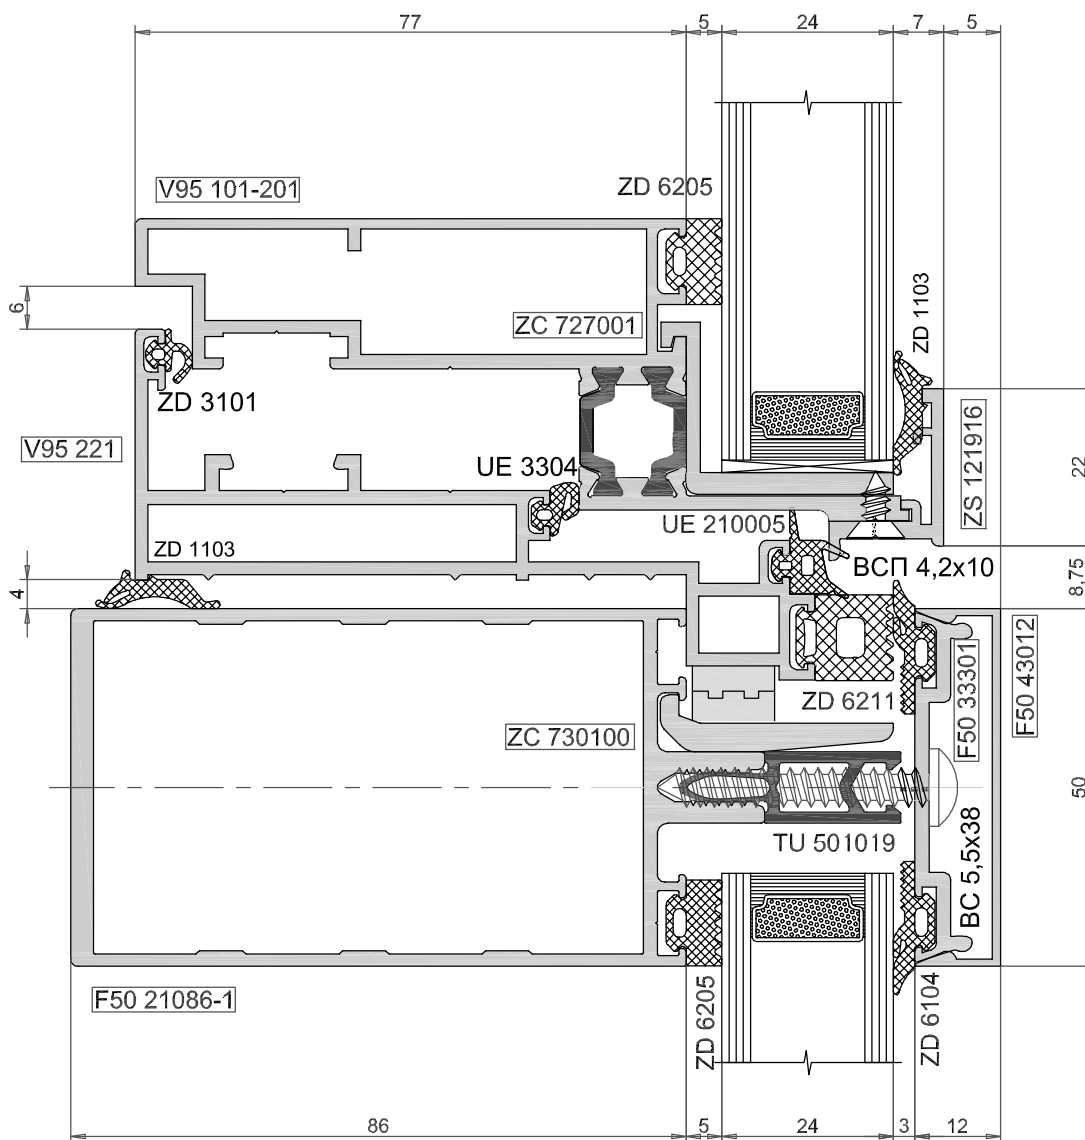 77
5
24
7
5
V95 101-201
ZD 6205
6
ZC 727001
ZD 1103
ZD 3101
V95 221
UE 3304
ZS 121916
22
UE 210005
ZD 1103
ВСП 4,2x10
8,75
4
ZD 6211
F50 33301
F50 43012
ZC 730100
50
TU 501019
ВС 5,5x38
F50 21086-1
ZD 6205
ZD 6104
86
5
24
3
12